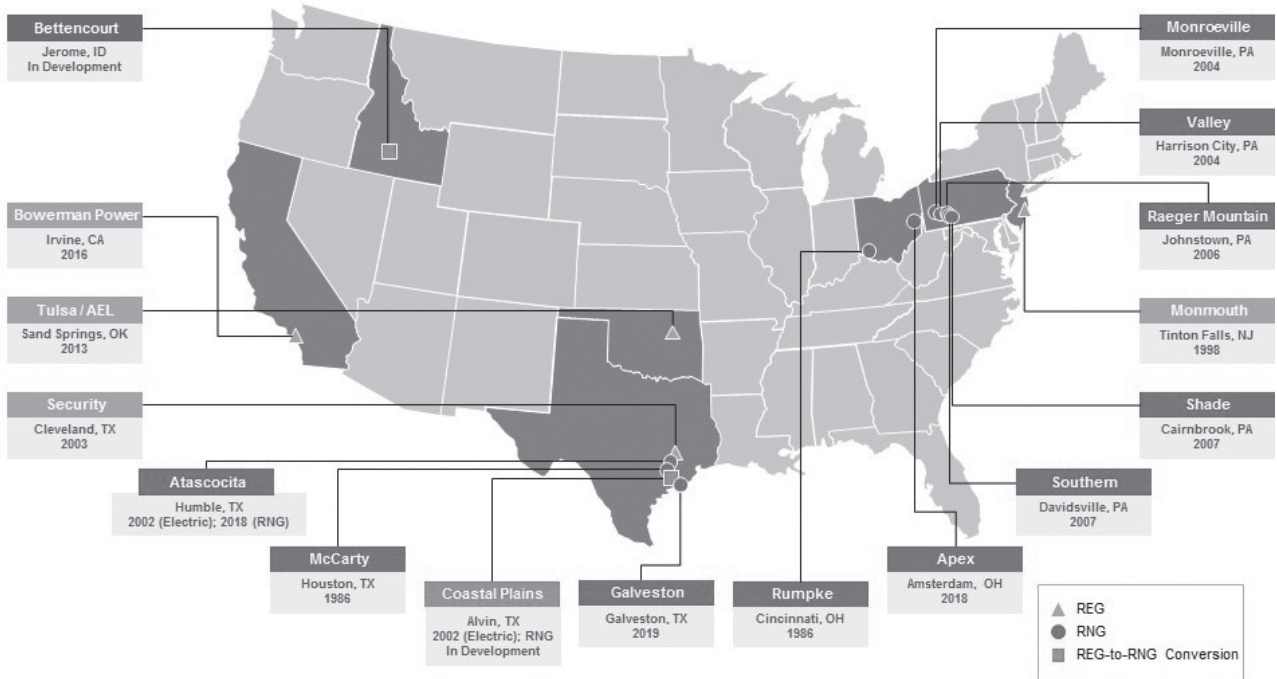 Bettencourt
Jerome, ID
In Development
Bowerman Power
Irvine, CA
2016
Tulsa / AEL
Sand Springs, OK
2013
Security
Cleveland, TX
2003
Atascocita
Humble, TX
2002 (Electric); 2018 (RNG)
McCarty
Houston, TX
1986
Coastal Plains
Alvin, TX
2002 (Electric); RNG
In Development
Galveston
Galveston, TX
2019
Rumpke
Cincinnati, OH
1986
Apex
Amsterdam, OH
2018
Southern
Davidsville, PA
2007
Monroeville
Monroeville, PA
2004
Valley
Harrison City, PA
2004
Raeger Mountain
Johnstown, PA
2006
Monmouth
Tinton Falls, NJ
1998
Shade
Cairnbrook, PA
2007
REG
RNG
REG-to-RNG Conversion